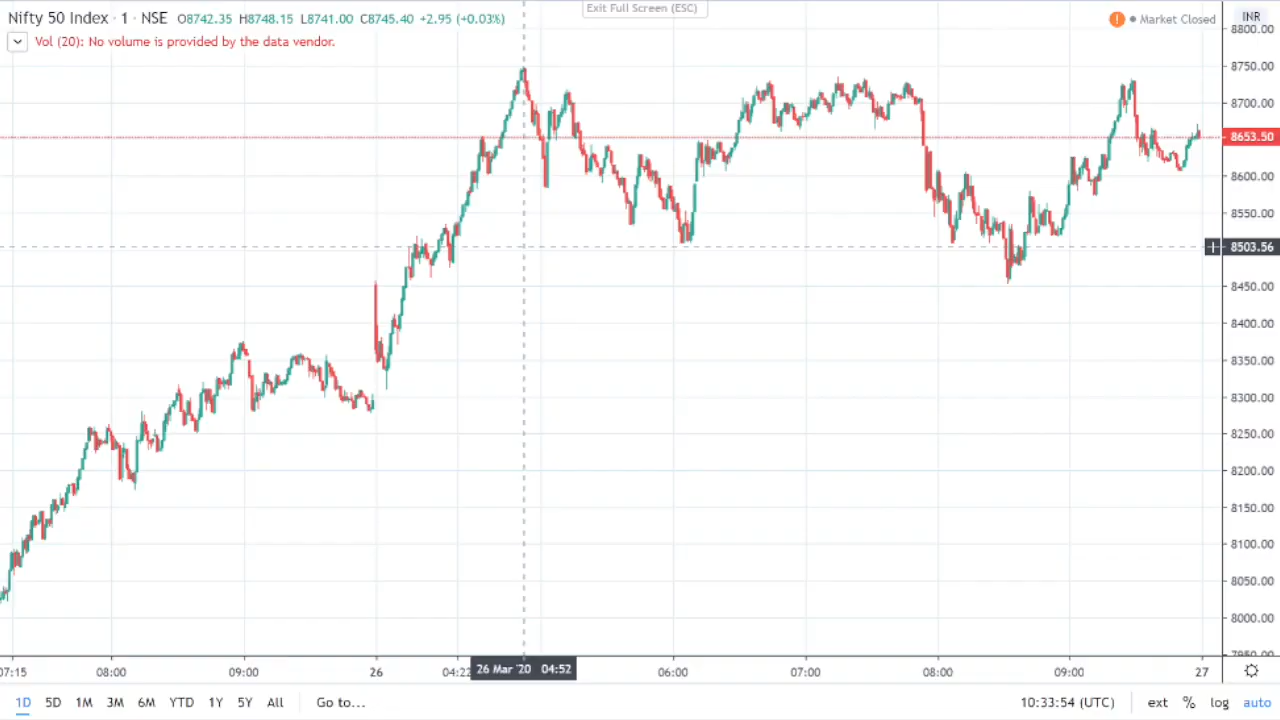 Exit Full Screen (ESC)
Nifty 50 Index · 1 · NSE O8742.35 H8748.15 L8741.00 C8745.40 +2.95 (+0.03%)
Market Closed
INR
Vol (20): No volume is provided by the data vendor.
8800.00
8750.00
8700.00
8653.50
8600.00
8550.00
8503.56
8450.00
8400.00
8350.00
8300.00
8250.00
8200.00
8150.00
8100.00
8050.00
8000.00
7950.00
07:15 08:00 09:00 26 04:22 26 Mar '20 04:52 06:00 07:00 08:00 09:00 27
1D 5D 1M 3M 6M YTD 1Y 5Y All Go to... 10:33:54 (UTC) ext % log auto